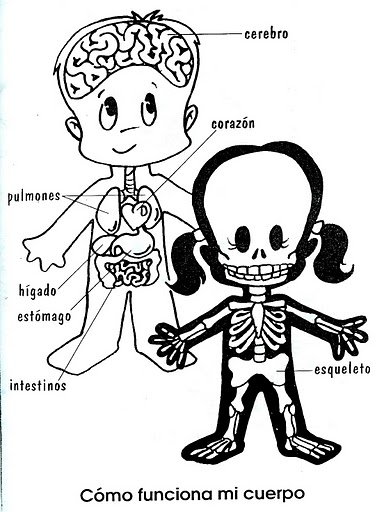 cerebro
corazón
pulmones
hígado
estómago
intestinos
esqueleto
Cómo funciona mi cuerpo